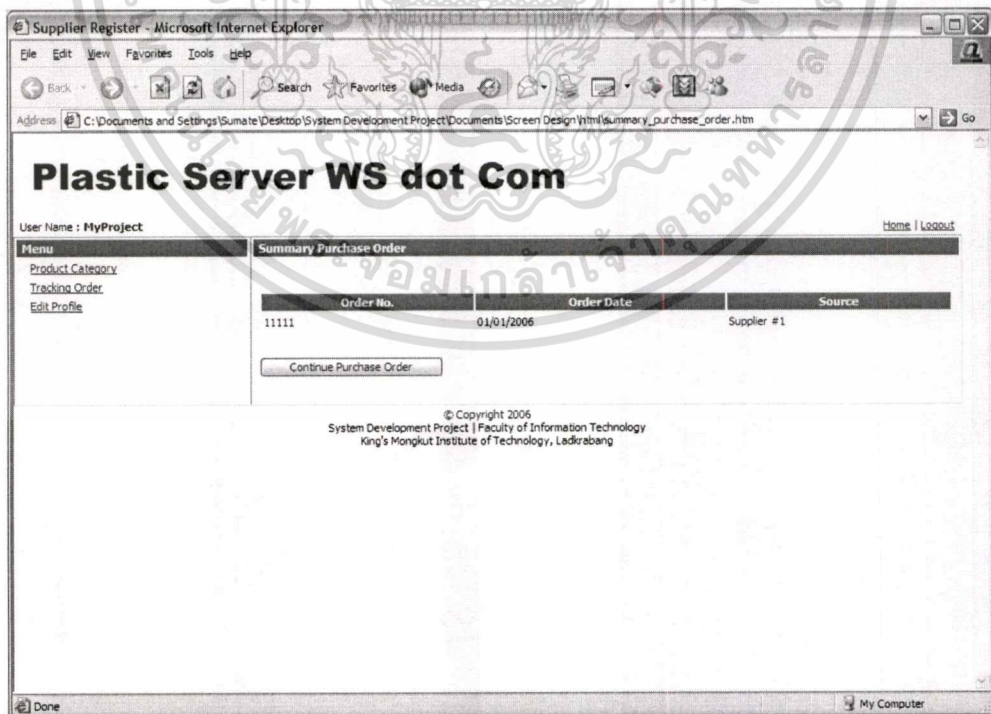 Supplier Register - Microsoft Internet Explorer
File Edit View Favorites Tools Help
Back Search Favorites Media
Address C:\Documents and Settings\Sumate\Desktop\System Development Project\Documents\Screen Design\html\summary_purchase_order.htm Go
Plastic Server WS dot Com
User Name : MyProject Home | Logout
Menu Summary Purchase Order
Product Category
Tracking Order
Edit Profile
Order No. Order Date Source
11111 01/01/2006 Supplier #1
Continue Purchase Order
© Copyright 2006
System Development Project | Faculty of Information Technology
King's Mongkut Institute of Technology, Ladkrabang
Done My Computer